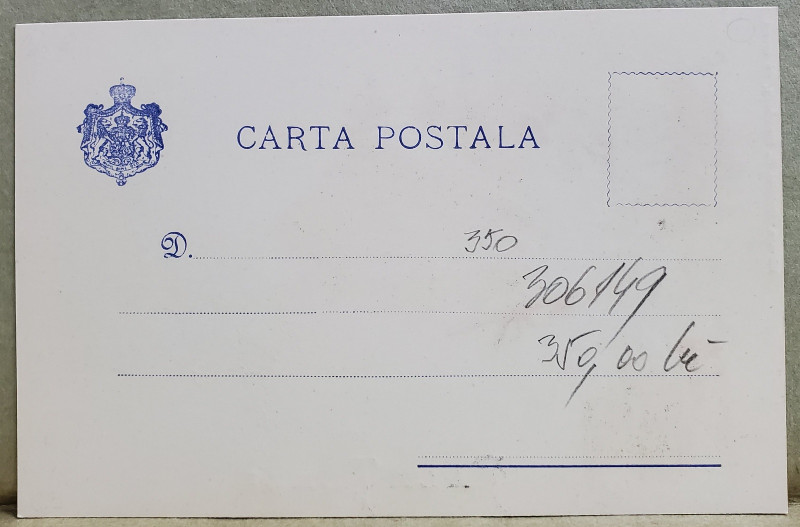 CARTA POSTALA
D. 350
306149
350,00 lei